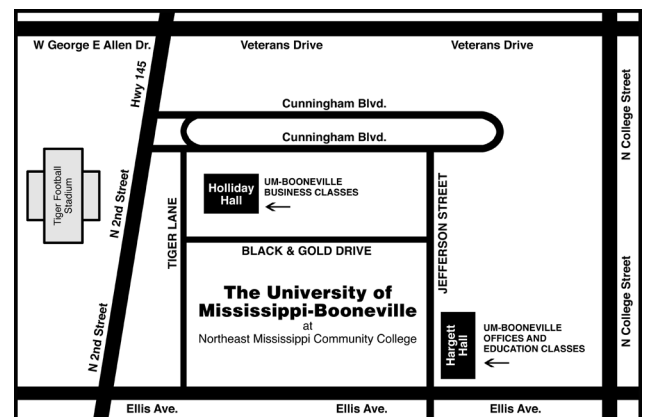 W George E Allen Dr.
Veterans Drive
Veterans Drive
Hwy 145
Cunningham Blvd.
Cunningham Blvd.
N College Street
Tiger Football
Stadium
N 2nd Street
TIGER LANE
Holliday
Hall
UM-BOONEVILLE
BUSINESS CLASSES
JEFFERSON STREET
BLACK & GOLD DRIVE
N College Street
N 2nd Street
The University of
Mississippi-Booneville
at
Northeast Mississippi Community College
Hargett
Hall
UM-BOONEVILLE
OFFICES AND
EDUCATION CLASSES
Ellis Ave.
Ellis Ave.
Ellis Ave.